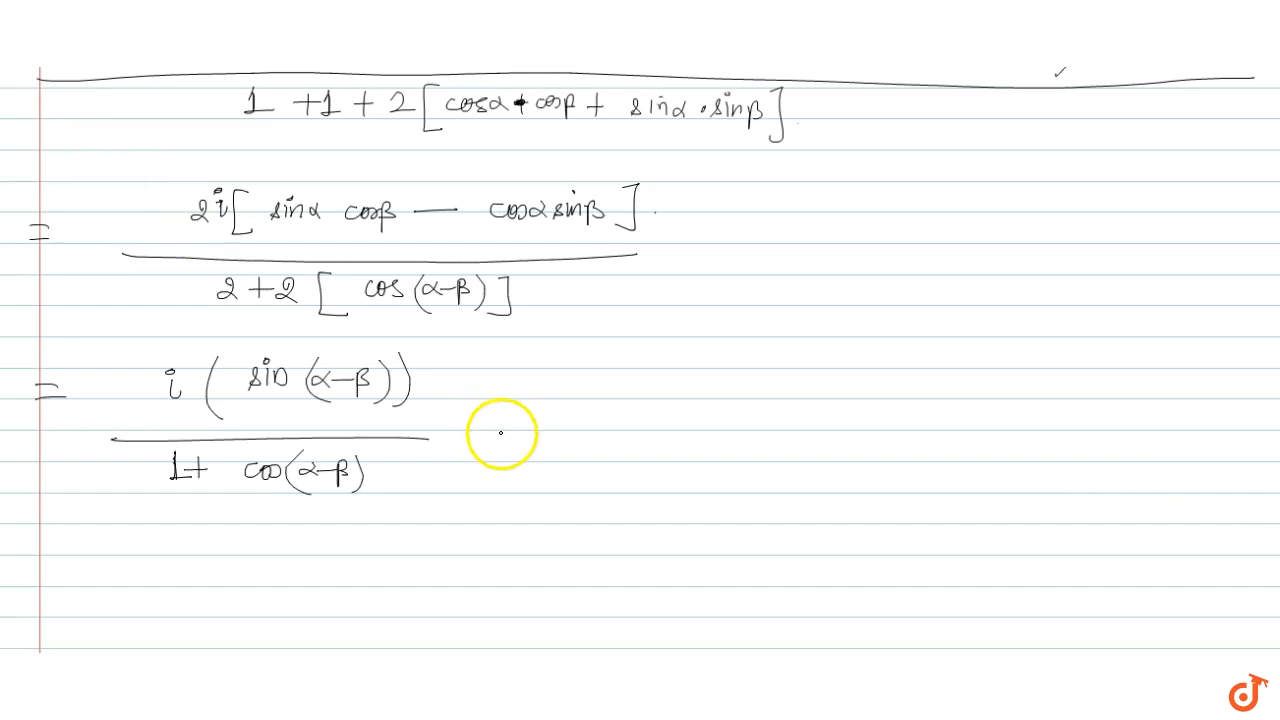 1 + 1 + 2 [cosα + cosβ + sinα · sinβ]
= 2i [sinα cosβ — cosα sinβ]
2 + 2 [cos(α-β)]
= i (sin (α-β))
1 + cos(α-β)